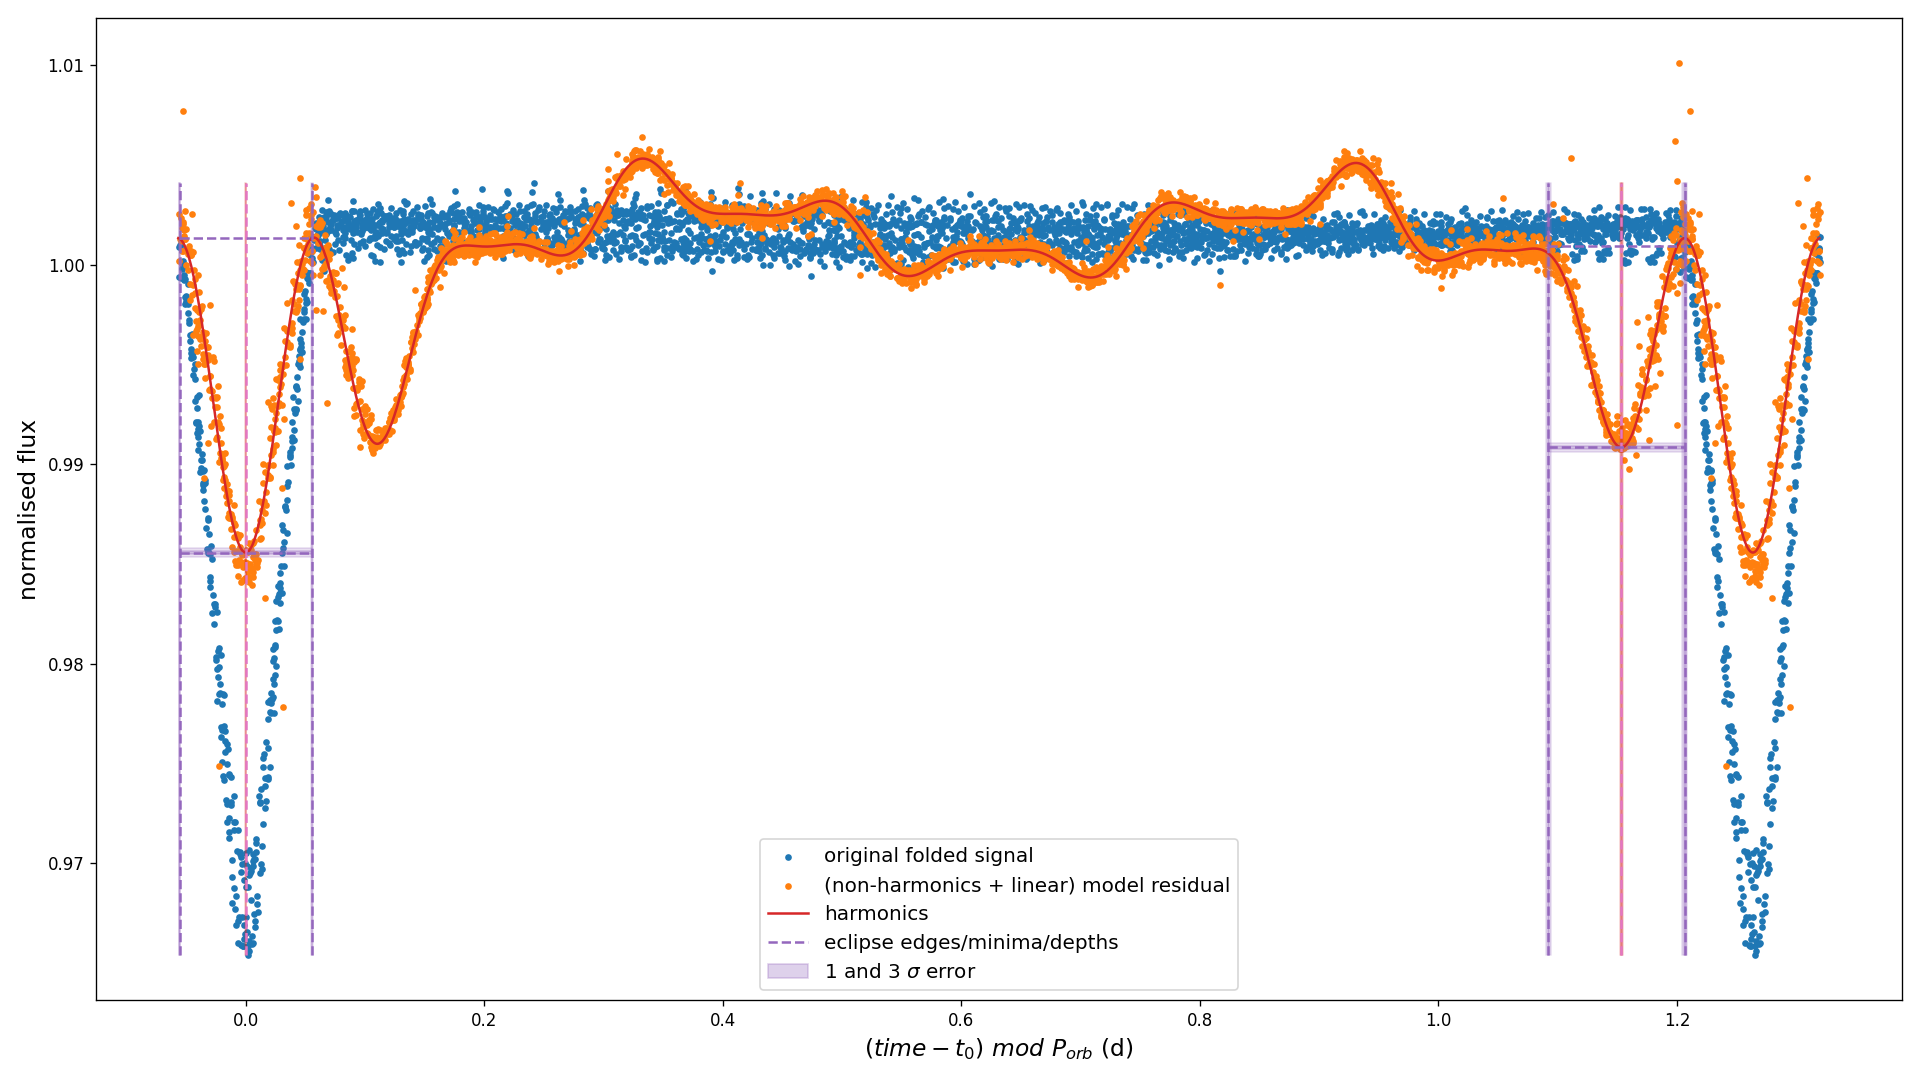 1.01
1.00
0.99
0.98
0.97
normalised flux
original folded signal
(non-harmonics + linear) model residual
harmonics
eclipse edges/minima/depths
1 and 3 σ error
0.0 0.2 0.4 0.6 0.8 1.0 1.2
(time − t₀) mod Pₒᵣb (d)